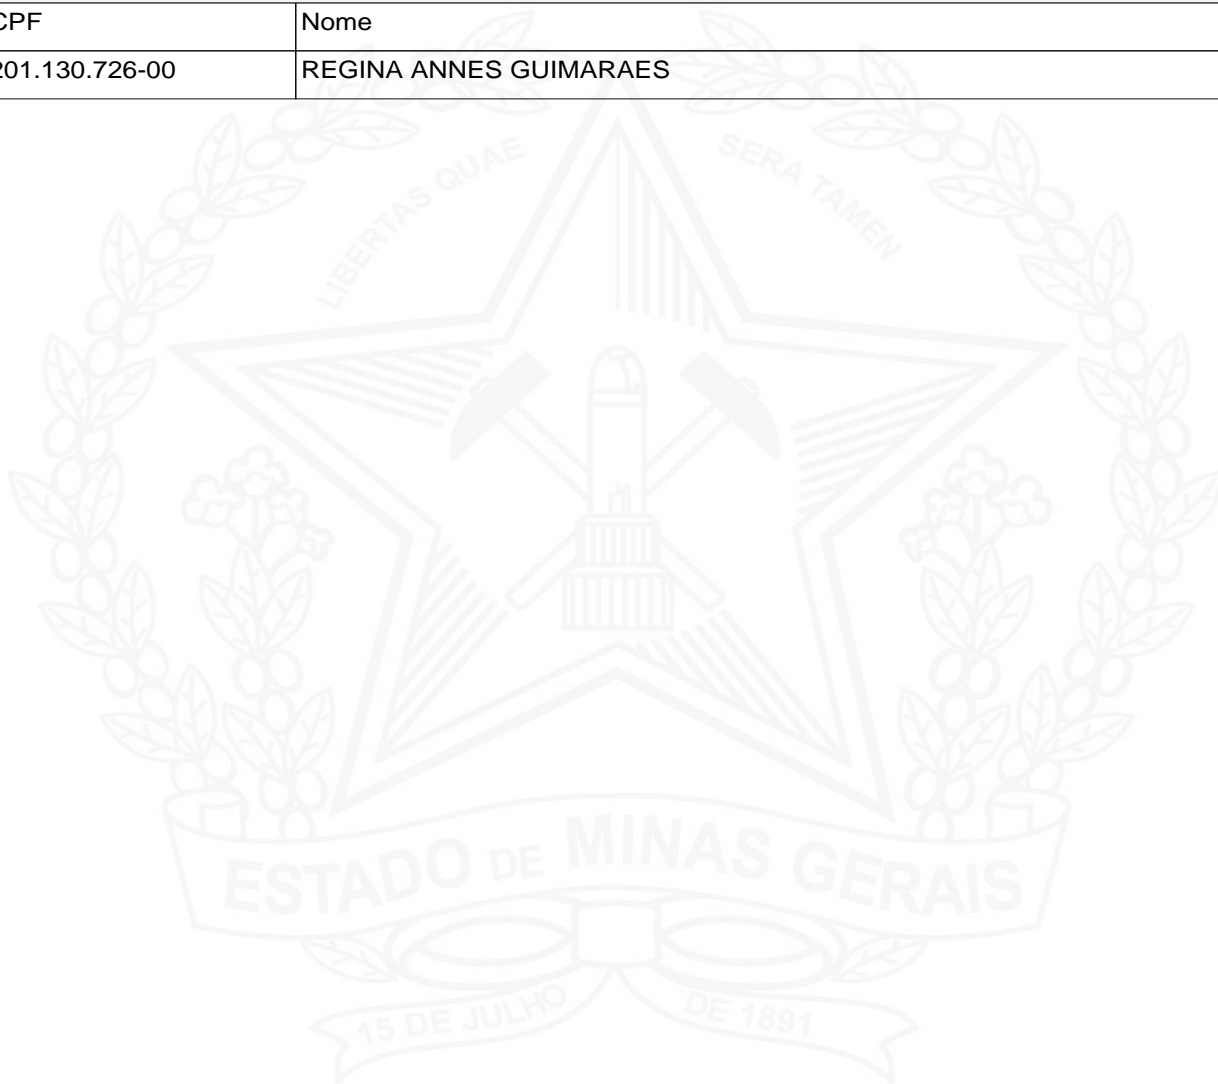 CPF Nome
201.130.726-00 REGINA ANNES GUIMARAES
LIBERTAS QUAE SERA TAMEN
ESTADO DE MINAS GERAIS
15 DE JULHO DE 1891